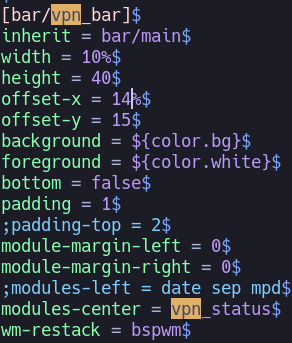 [bar/vpn_bar]$
inherit = bar/main$
width = 10%$
height = 40$
offset-x = 14%$
offset-y = 15$
background = ${color.bg}$
foreground = ${color.white}$
bottom = false$
padding = 1$
;padding-top = 2$
module-margin-left = 0$
module-margin-right = 0$
;modules-left = date sep mpd$
modules-center = vpn_status$
wm-restack = bspwm$